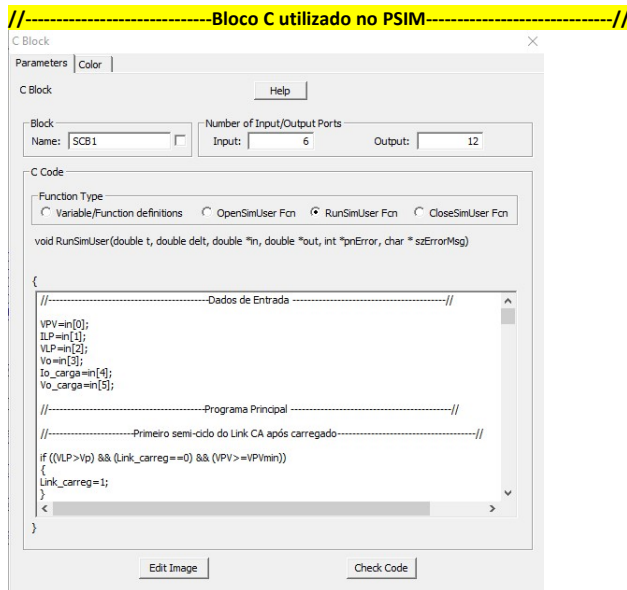 //------------------------------Bloco C utilizado no PSIM-------------------------------//
C Block
Parameters Color
C Block Help
Block Number of Input/Output Ports
Name: SCB1 Input: 6 Output: 12
C Code
Function Type
Variable/Function definitions OpenSimUser Fcn RunSimUser Fcn CloseSimUser Fcn
void RunSimUser(double t, double delt, double *in, double *out, int *pnError, char * szErrorMsg)
{
//------------------------------------------Dados de Entrada ----------------------------------------//
VPV=in[0];
ILP=in[1];
VLP=in[2];
Vo=in[3];
Io_carga=in[4];
Vo_carga=in[5];
//-----------------------------------------Programa Principal ------------------------------------------//
//----------------------Primeiro semi-ciclo do Link CA após carregado------------------------------------//
if ((VLP>Vp) && (Link_carreg==0) && (VPV>=VPVmin))
{
Link_carreg=1;
}
}
Edit Image Check Code